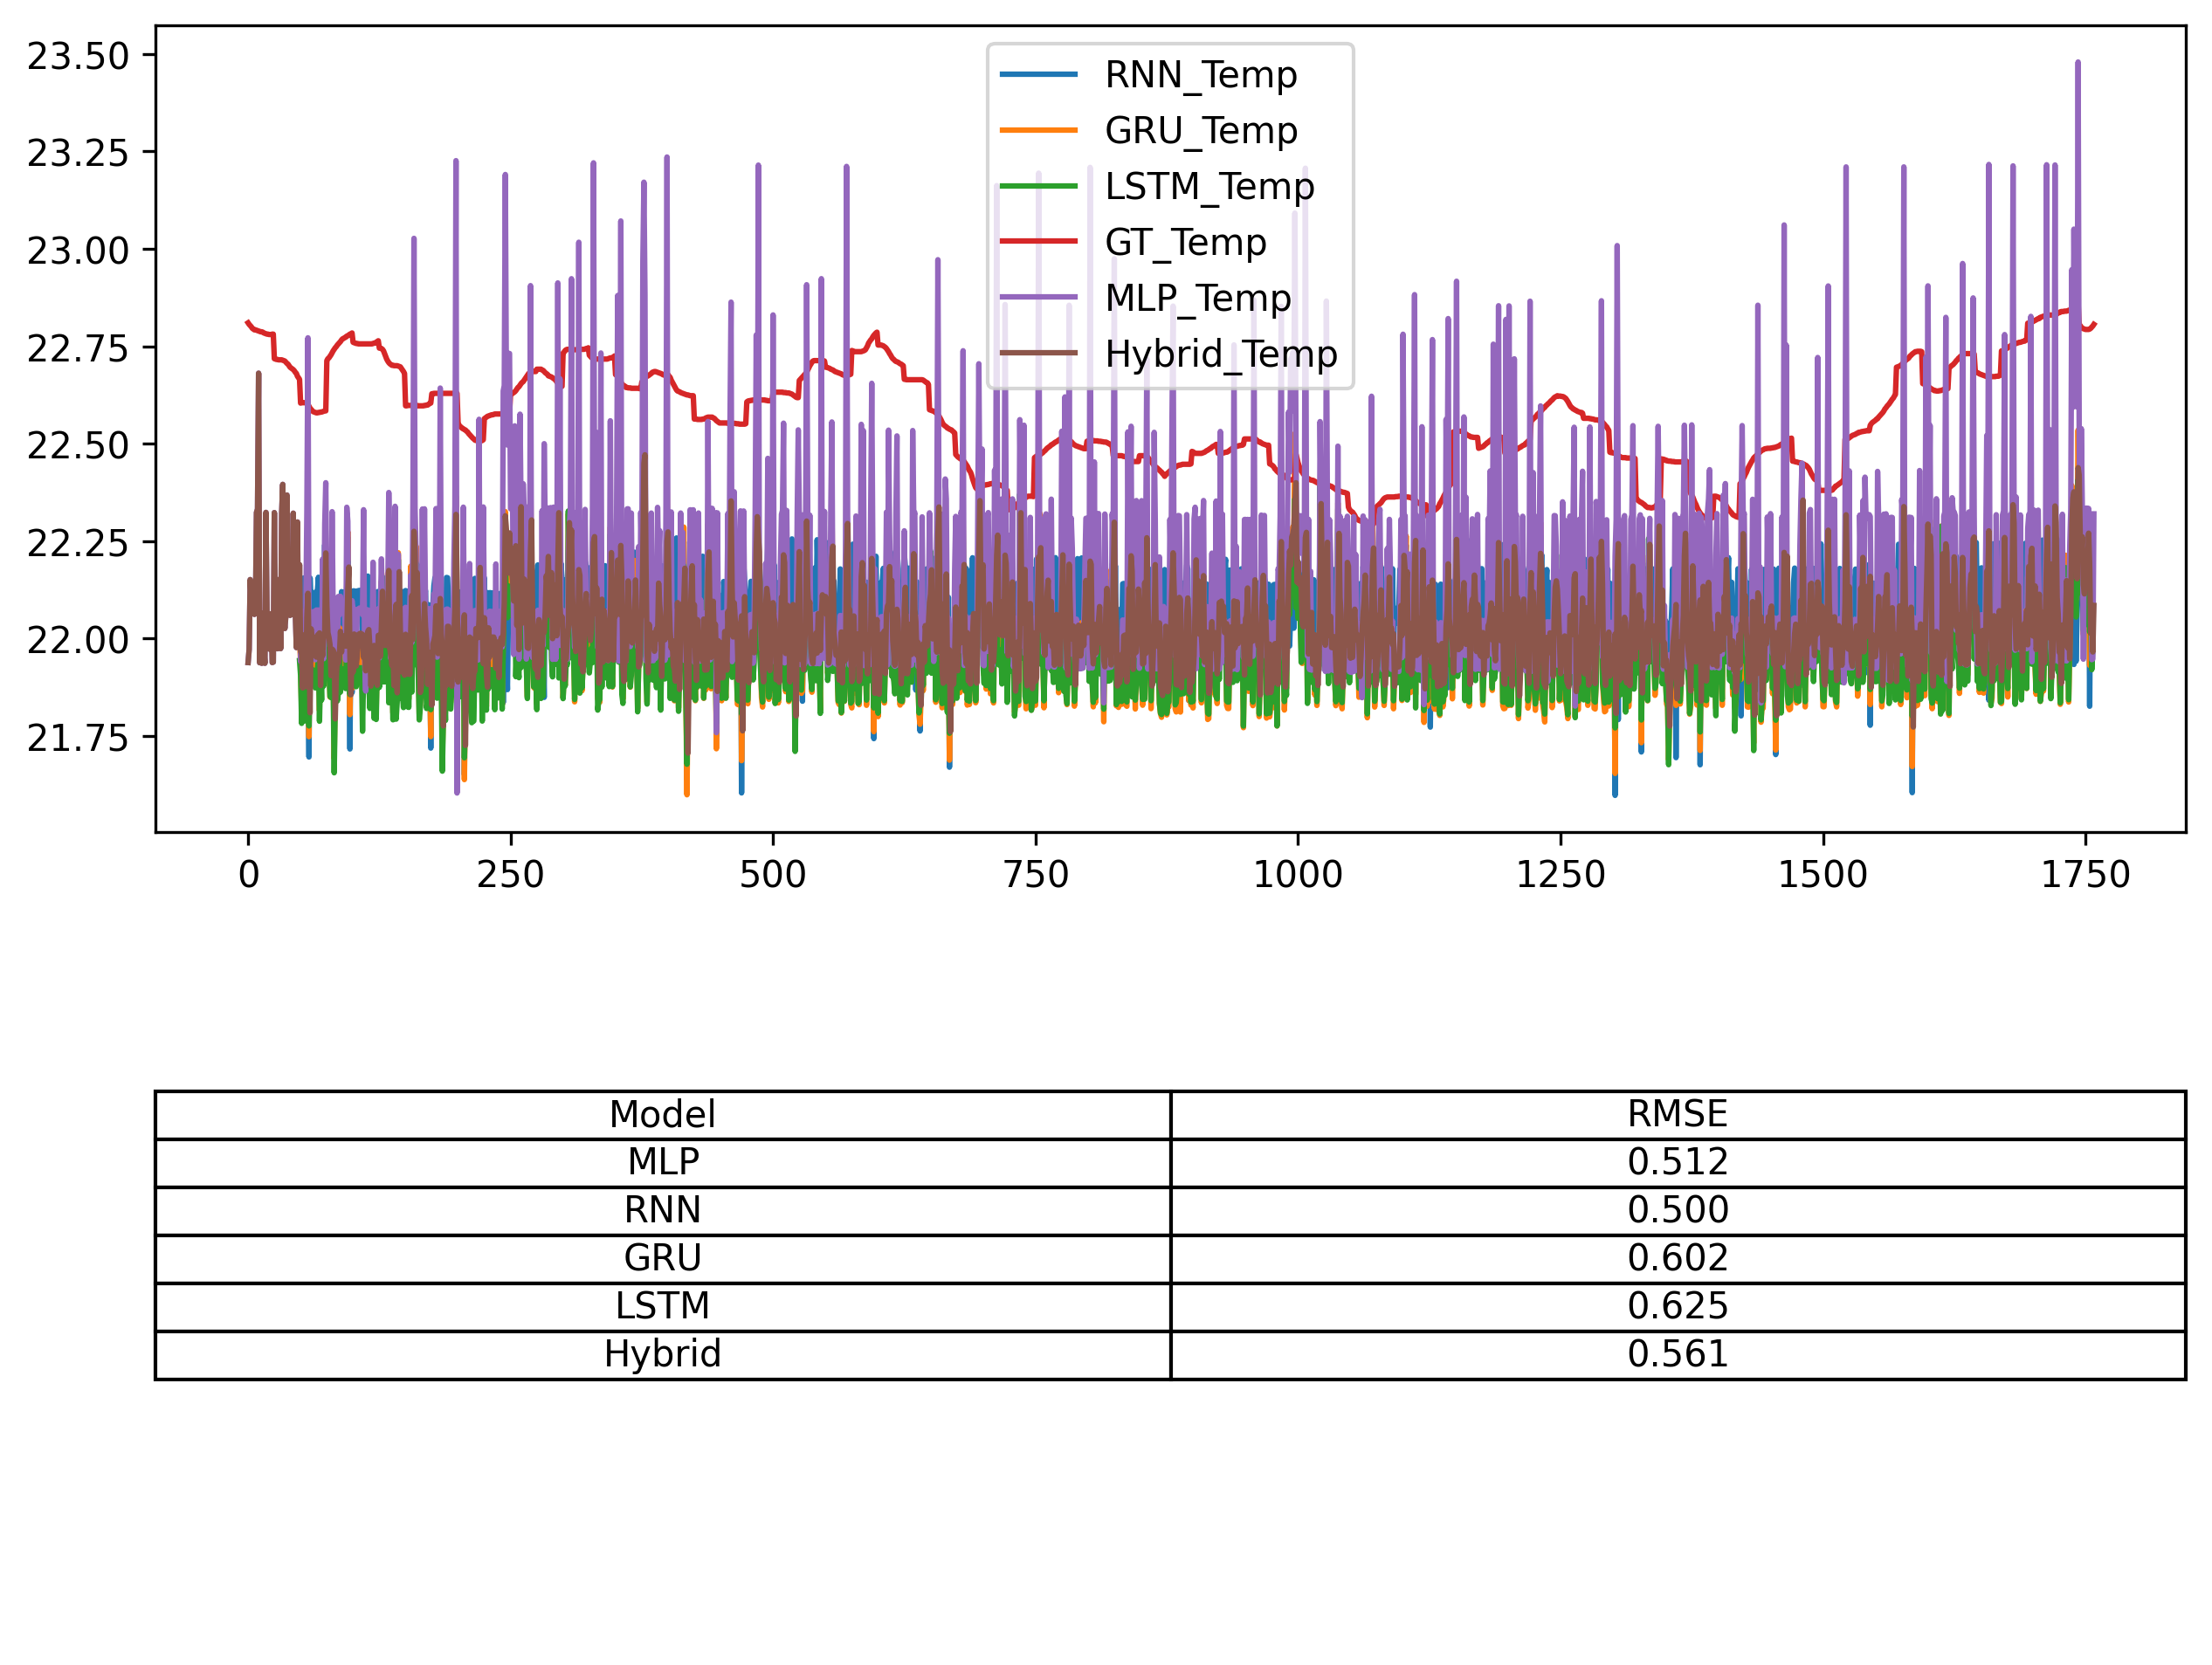 23.50
23.25
23.00
22.75
22.50
22.25
22.00
21.75
RNN_Temp
GRU_Temp
LSTM_Temp
GT_Temp
MLP_Temp
Hybrid_Temp
0 250 500 750 1000 1250 1500 1750
Model RMSE
MLP 0.512
RNN 0.500
GRU 0.602
LSTM 0.625
Hybrid 0.561